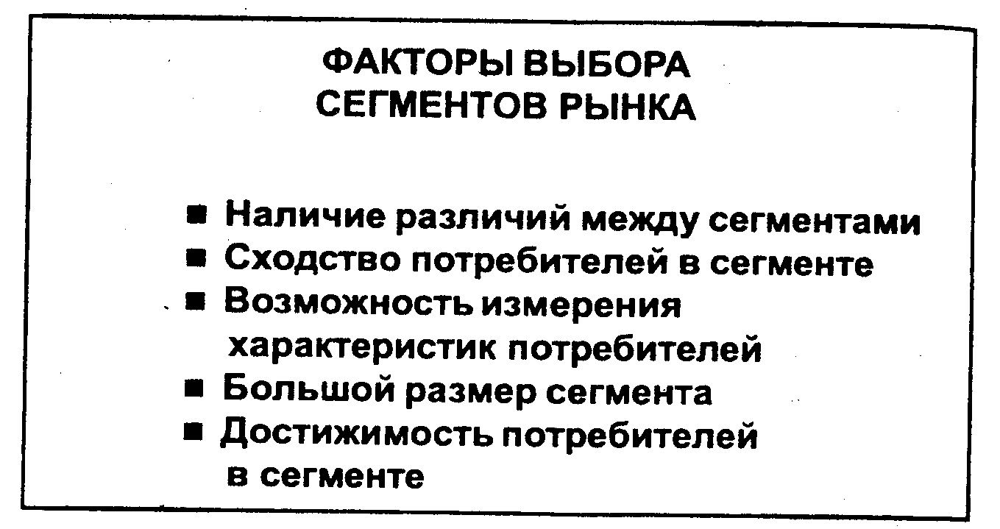 ФАКТОРЫ ВЫБОРА
СЕГМЕНТОВ РЫНКА
■ Наличие различий между сегментами
■ Сходство потребителей в сегменте
■ Возможность измерения
характеристик потребителей
■ Большой размер сегмента
■ Достижимость потребителей
в сегменте